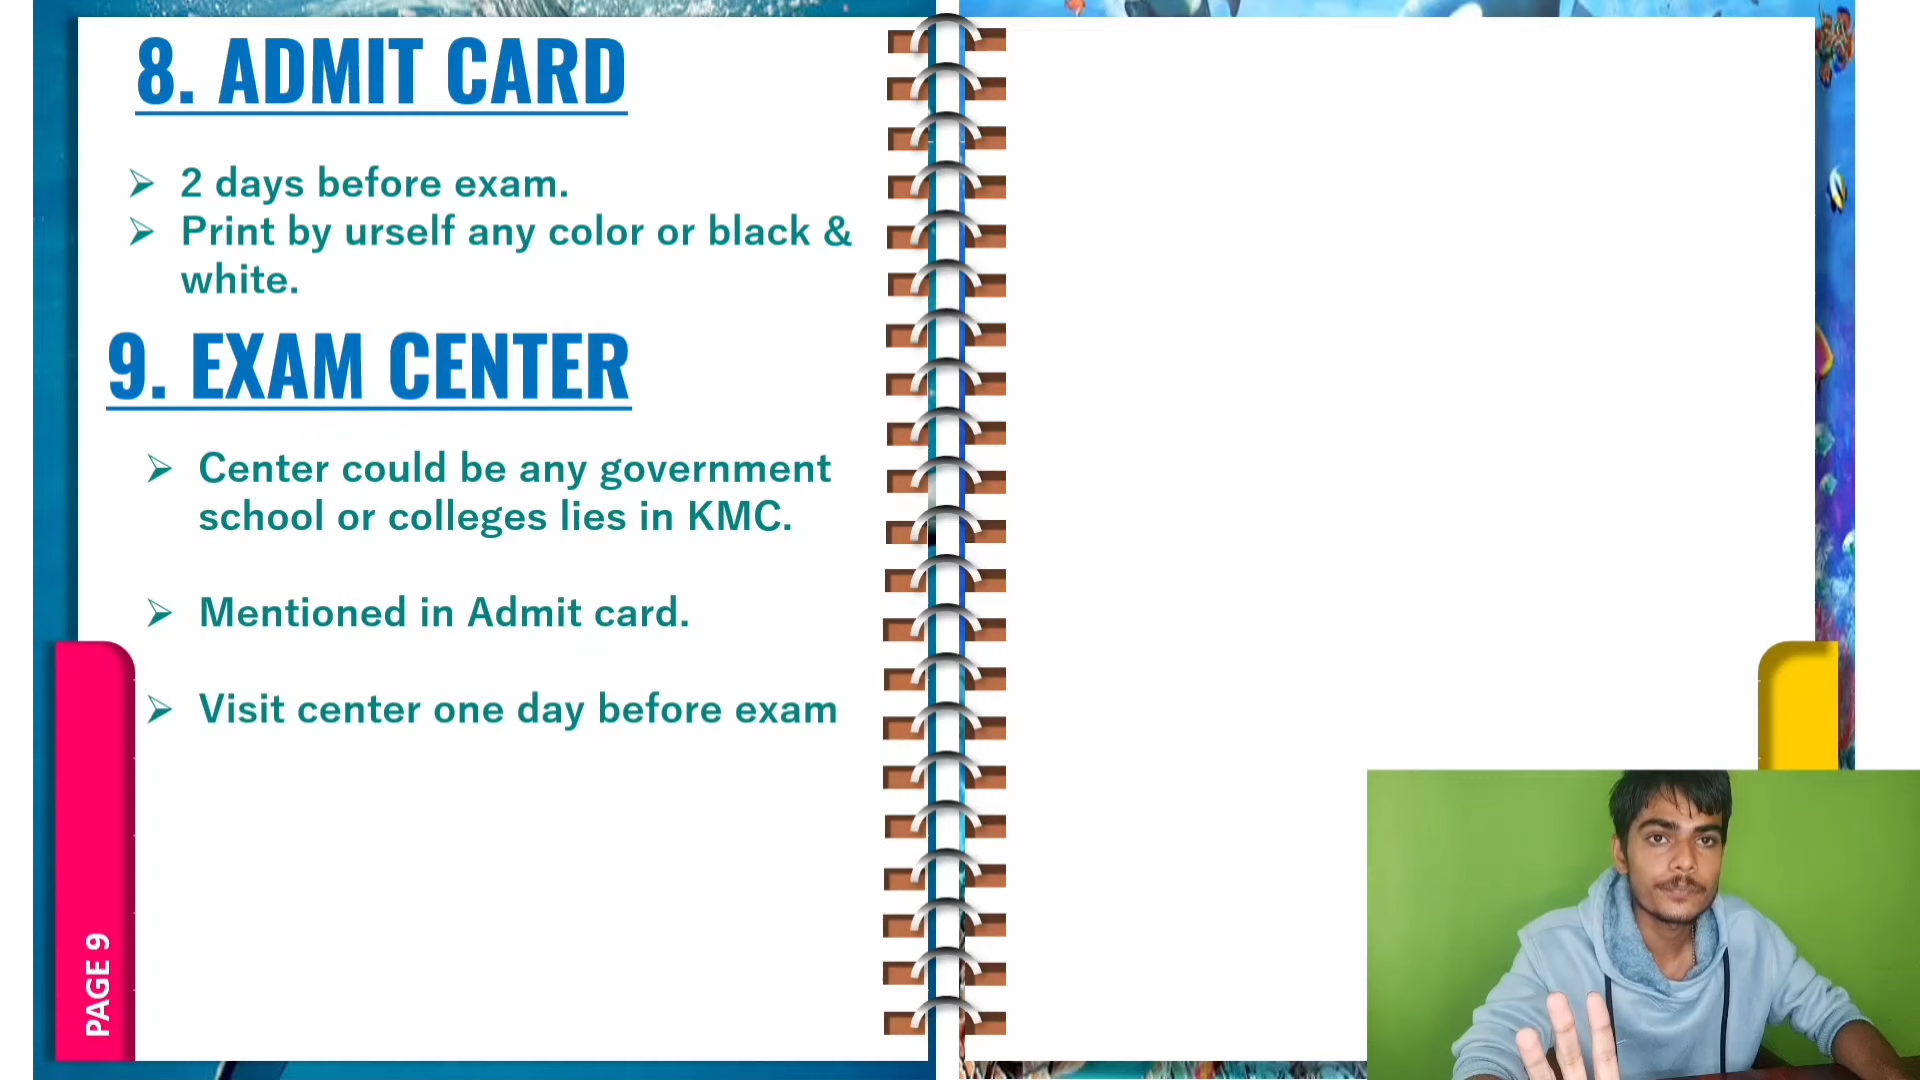 8. ADMIT CARD
➢ 2 days before exam.
➢ Print by urself any color or black &
white.
9. EXAM CENTER
➢ Center could be any government
school or colleges lies in KMC.
➢ Mentioned in Admit card.
➢ Visit center one day before exam
PAGE 9